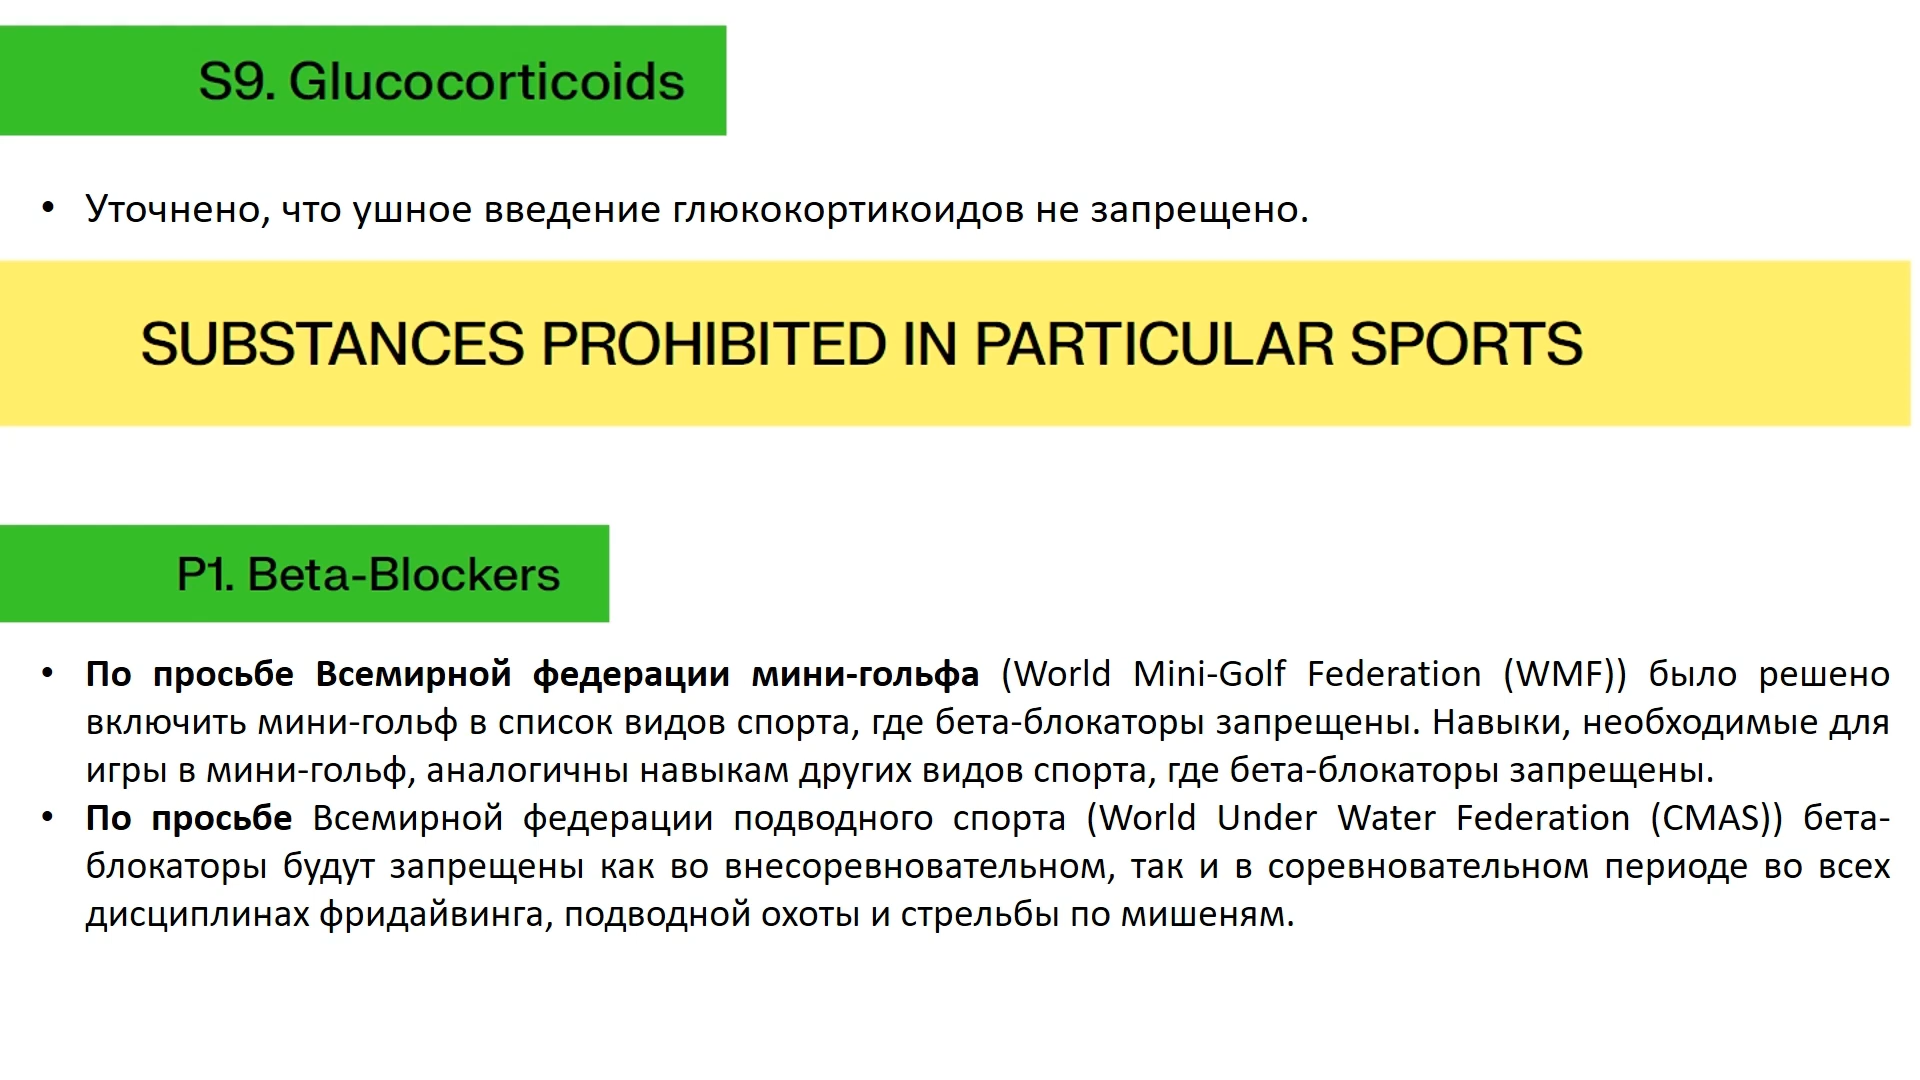 S9. Glucocorticoids
• Уточнено, что ушное введение глюкокортикоидов не запрещено.
SUBSTANCES PROHIBITED IN PARTICULAR SPORTS
P1. Beta-Blockers
• По просьбе Всемирной федерации мини-гольфа (World Mini-Golf Federation (WMF)) было решено
включить мини-гольф в список видов спорта, где бета-блокаторы запрещены. Навыки, необходимые для
игры в мини-гольф, аналогичны навыкам других видов спорта, где бета-блокаторы запрещены.
• По просьбе Всемирной федерации подводного спорта (World Under Water Federation (CMAS)) бета-
блокаторы будут запрещены как во внесоревновательном, так и в соревновательном периоде во всех
дисциплинах фридайвинга, подводной охоты и стрельбы по мишеням.